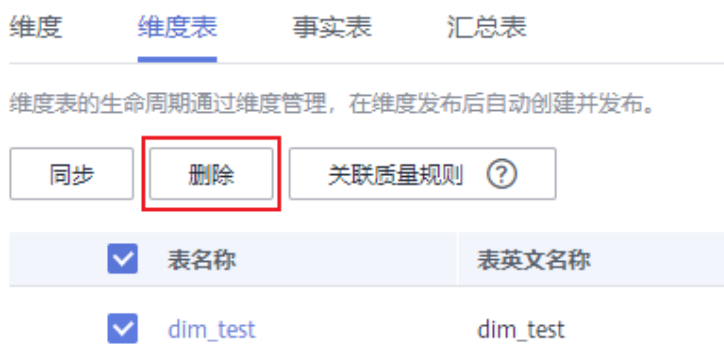 维度 维度表 事实表 汇总表
维度表的生命周期通过维度管理，在维度发布后自动创建并发布。
同步 删除 关联质量规则 ?
表名称 表英文名称
dim_test dim_test